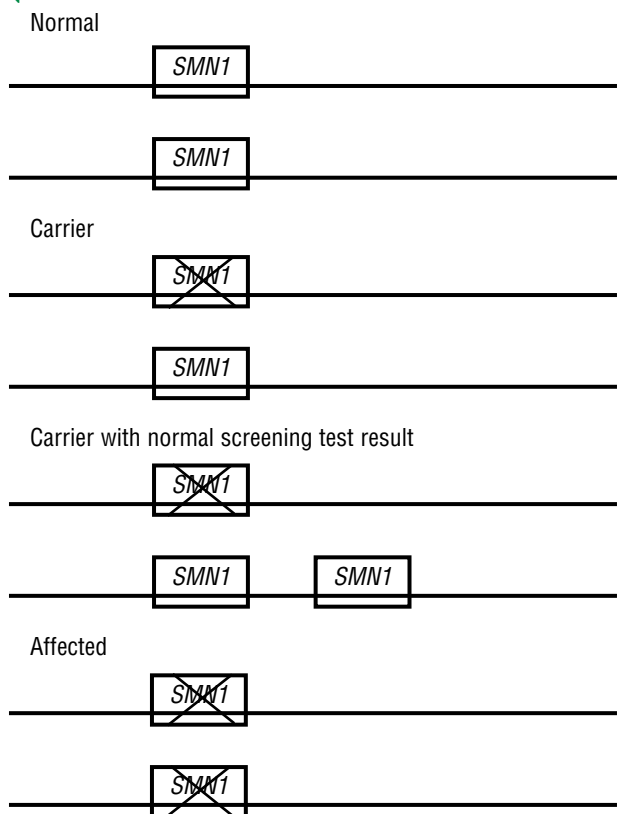 Normal
SMN1
SMN1
Carrier
SMN1
SMN1
Carrier with normal screening test result
SMN1
SMN1 SMN1
Affected
SMN1
SMN1